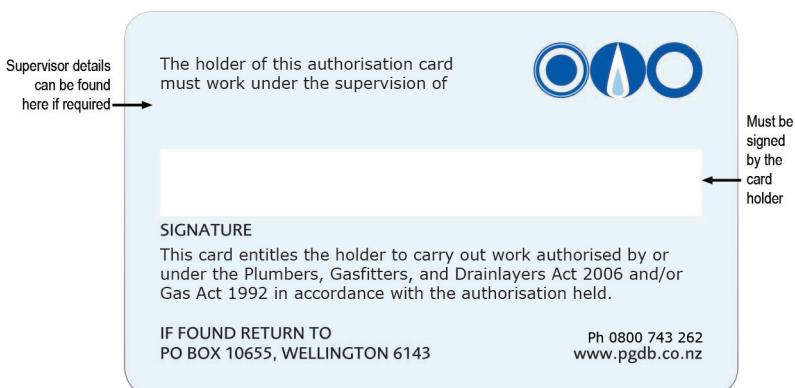 Supervisor details
can be found
here if required
The holder of this authorisation card
must work under the supervision of
Must be
signed
by the
card
holder
SIGNATURE
This card entitles the holder to carry out work authorised by or
under the Plumbers, Gasfitters, and Drainlayers Act 2006 and/or
Gas Act 1992 in accordance with the authorisation held.
IF FOUND RETURN TO
PO BOX 10655, WELLINGTON 6143
Ph 0800 743 262
www.pgdb.co.nz